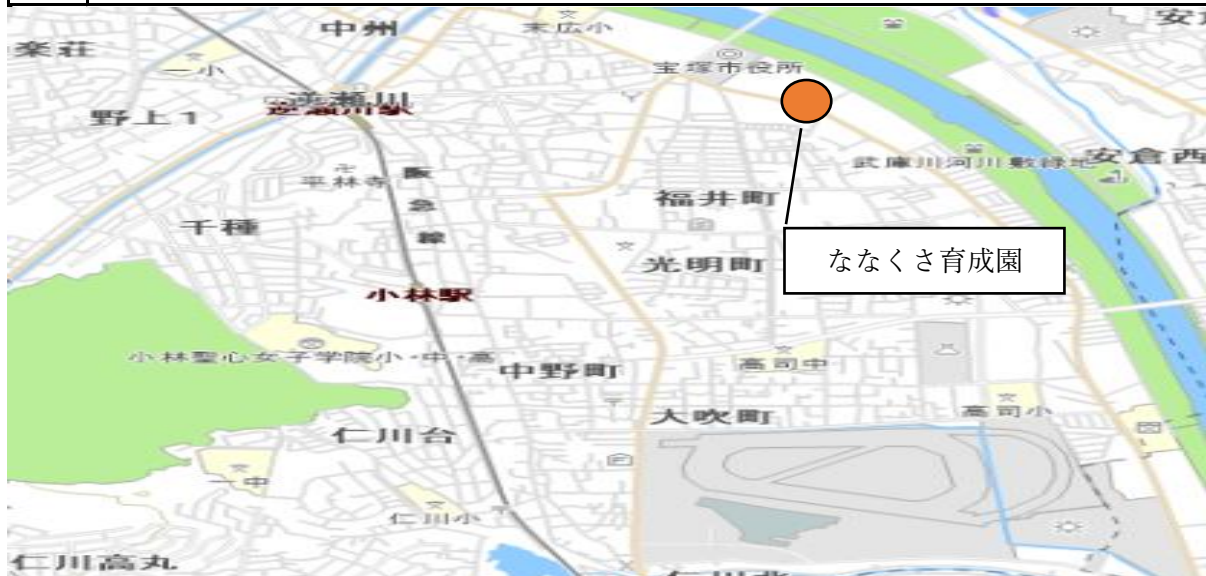 中州
末広小
楽荘
一小
宝塚市役所
逆瀬川
逆瀬川駅
野上1
武庫川河川敷緑地
安倉西
平林寺
阪急線
福井町
千種
光明町
ななくさ育成園
小林駅
小林聖心女子学院小・中・高
中野町
高司中
大吹町
高司小
仁川台
一中
仁川小
仁川高丸
仁川北